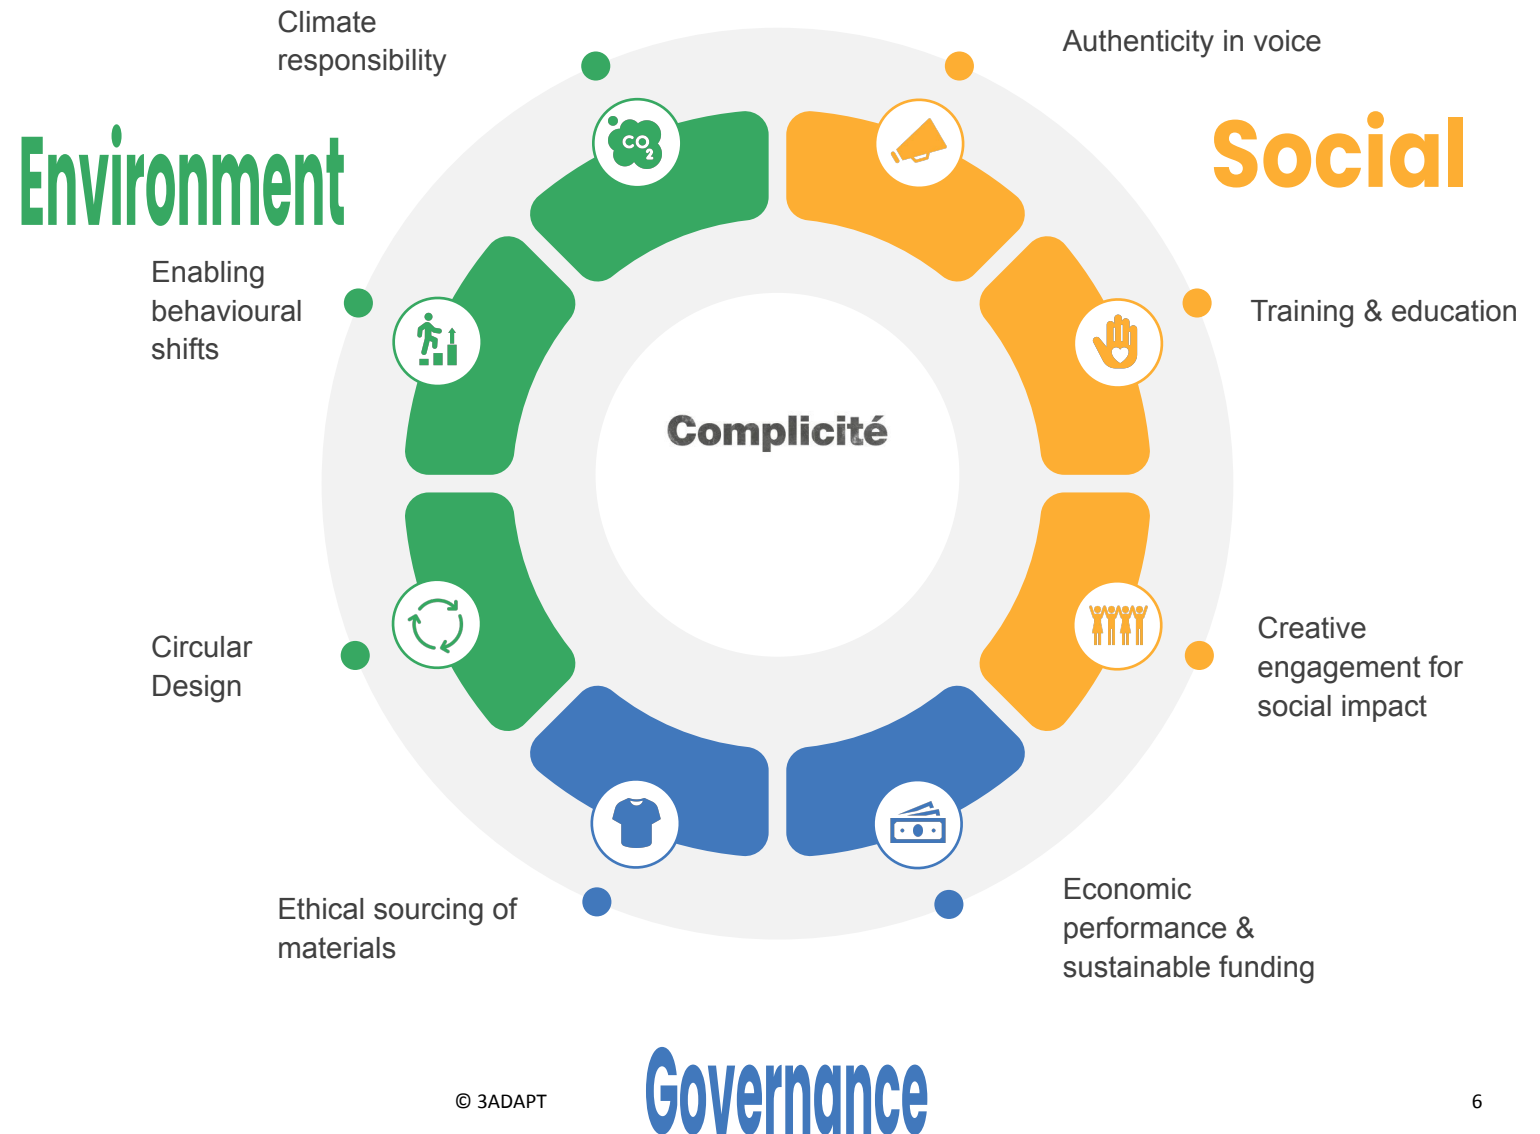 Climate
responsibility
Authenticity in voice
Environment
Social
CO2
Enabling
behavioural
shifts
Training & education
Complicité
Circular
Design
Creative
engagement for
social impact
Ethical sourcing of
materials
Economic
performance &
sustainable funding
Governance
© 3ADAPT
6